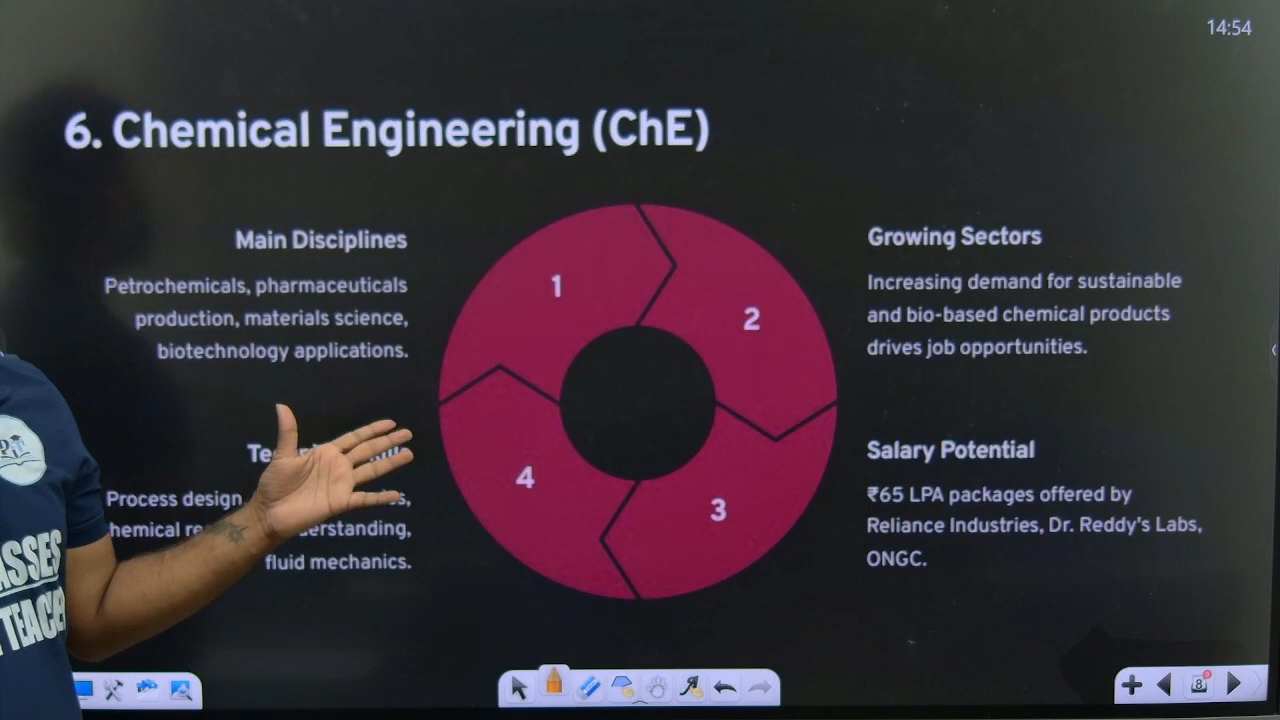 14:54
6. Chemical Engineering (ChE)
Main Disciplines
Petrochemicals, pharmaceuticals
production, materials science,
biotechnology applications.
1
2
Growing Sectors
Increasing demand for sustainable
and bio-based chemical products
drives job opportunities.
Process design
understanding,
fluid mechanics.
4
3
Salary Potential
₹65 LPA packages offered by
Reliance Industries, Dr. Reddy's Labs,
ONGC.
8